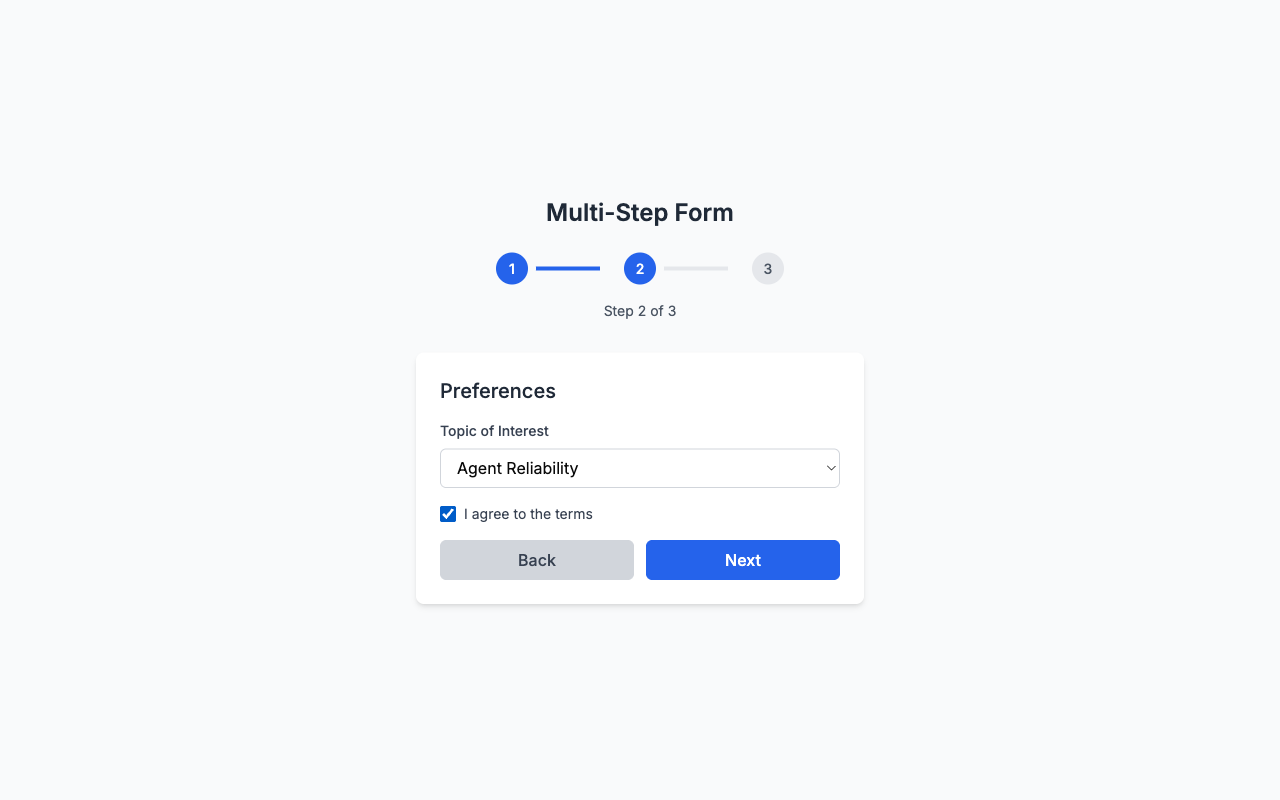 Multi-Step Form
1 2 3
Step 2 of 3
Preferences
Topic of Interest
Agent Reliability
I agree to the terms
Back Next